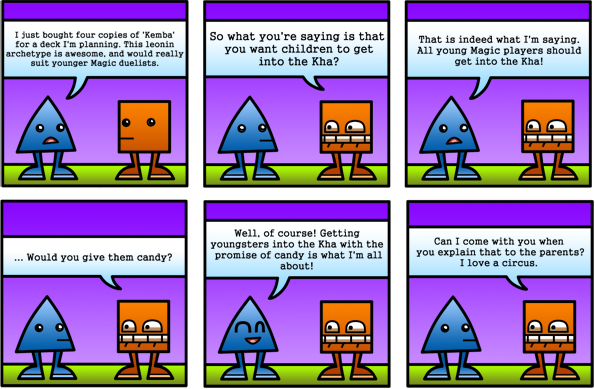 I just bought four copies of 'Kemba'
for a deck I'm planning. This leonin
archetype is awesome, and would really
suit younger Magic duelists.
So what you're saying is that
you want children to get
into the Kha?
That is indeed what I'm saying.
All young Magic players should
get into the Kha!
... Would you give them candy?
Well, of course! Getting
youngsters into the Kha with the
promise of candy is what I'm all
about!
Can I come with you when
you explain that to the parents?
I love a circus.